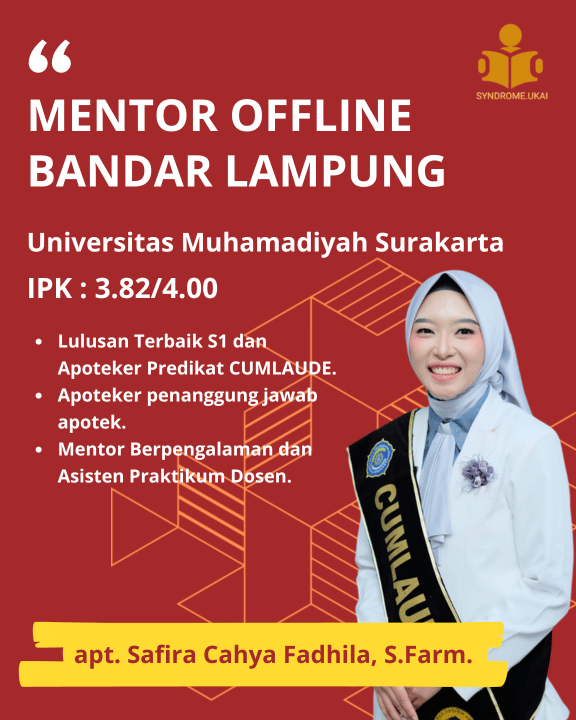 SYNDROME.UKAI
MENTOR OFFLINE
BANDAR LAMPUNG
Universitas Muhamadiyah Surakarta
IPK : 3.82/4.00
• Lulusan Terbaik S1 dan
Apoteker Predikat CUMLAUDE.
• Apoteker penanggung jawab
apotek.
• Mentor Berpengalaman dan
Asisten Praktikum Dosen.
CUMLAU
apt. Safira Cahya Fadhila, S.Farm.